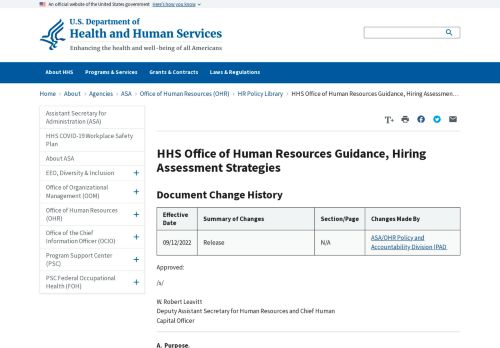 An official website of the United States government Here's how you know
U.S. Department of
Health and Human Services
Enhancing the health and well-being of all Americans
About HHS Programs & Services Grants & Contracts Laws & Regulations
Home > About > Agencies > ASA > Office of Human Resources (OHR) > HR Policy Library > HHS Office of Human Resources Guidance, Hiring Assessmen...
Assistant Secretary for
Administration (ASA)
HHS COVID-19 Workplace Safety
Plan
About ASA
EEO, Diversity & Inclusion +
Office of Organizational
Management (OOM) +
Office of Human Resources
(OHR) +
Office of the Chief
Information Officer (OCIO) +
Program Support Center
(PSC) +
PSC Federal Occupational
Health (FOH) +
T+
HHS Office of Human Resources Guidance, Hiring
Assessment Strategies
Document Change History
Effective
Date
Summary of Changes
Section/Page
Changes Made By
09/12/2022
Release
N/A
ASA/OHR Policy and
Accountability Division (PAD)
Approved:
/s/
W. Robert Leavitt
Deputy Assistant Secretary for Human Resources and Chief Human
Capital Officer
A. Purpose.